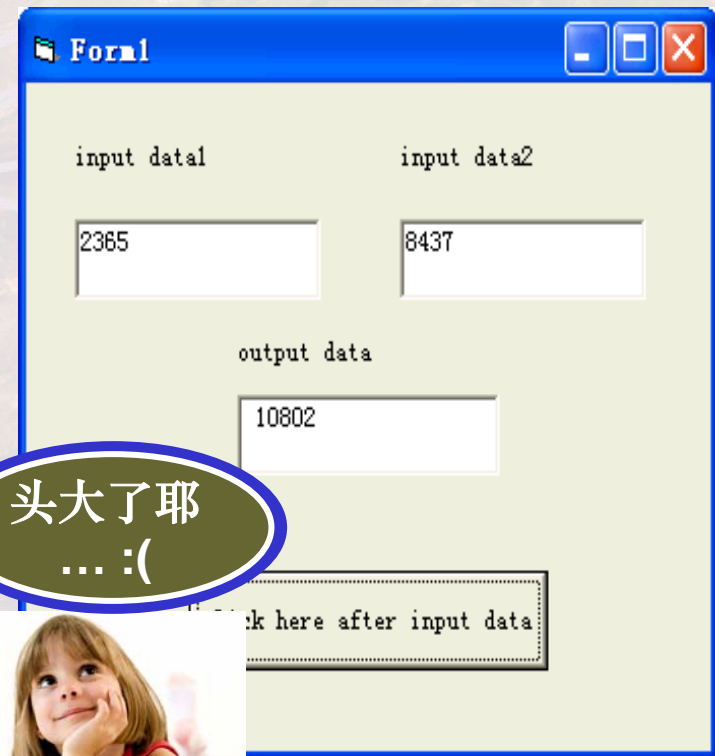 Form1
input data1
input data2
2365
8437
output data
10802
头大了耶
... :(
here after input data